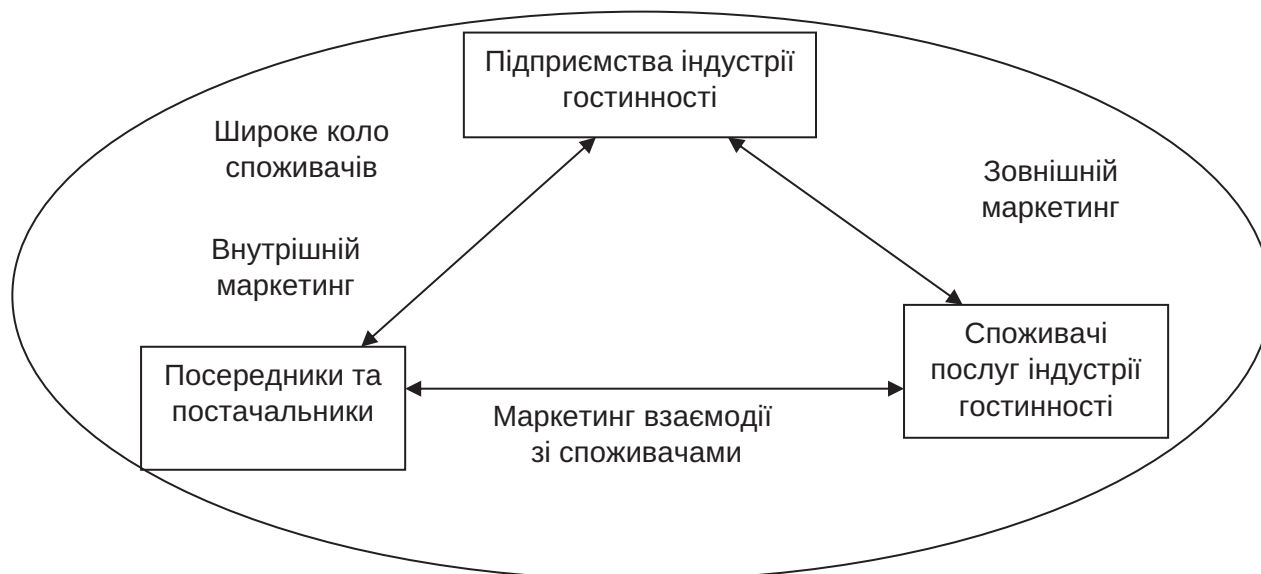 Підприємства індустрії
гостинності
Широке коло
споживачів
Зовнішній
маркетинг
Внутрішній
маркетинг
Посередники та
постачальники
Споживачі
послуг індустрії
гостинності
Маркетинг взаємодії
зі споживачами